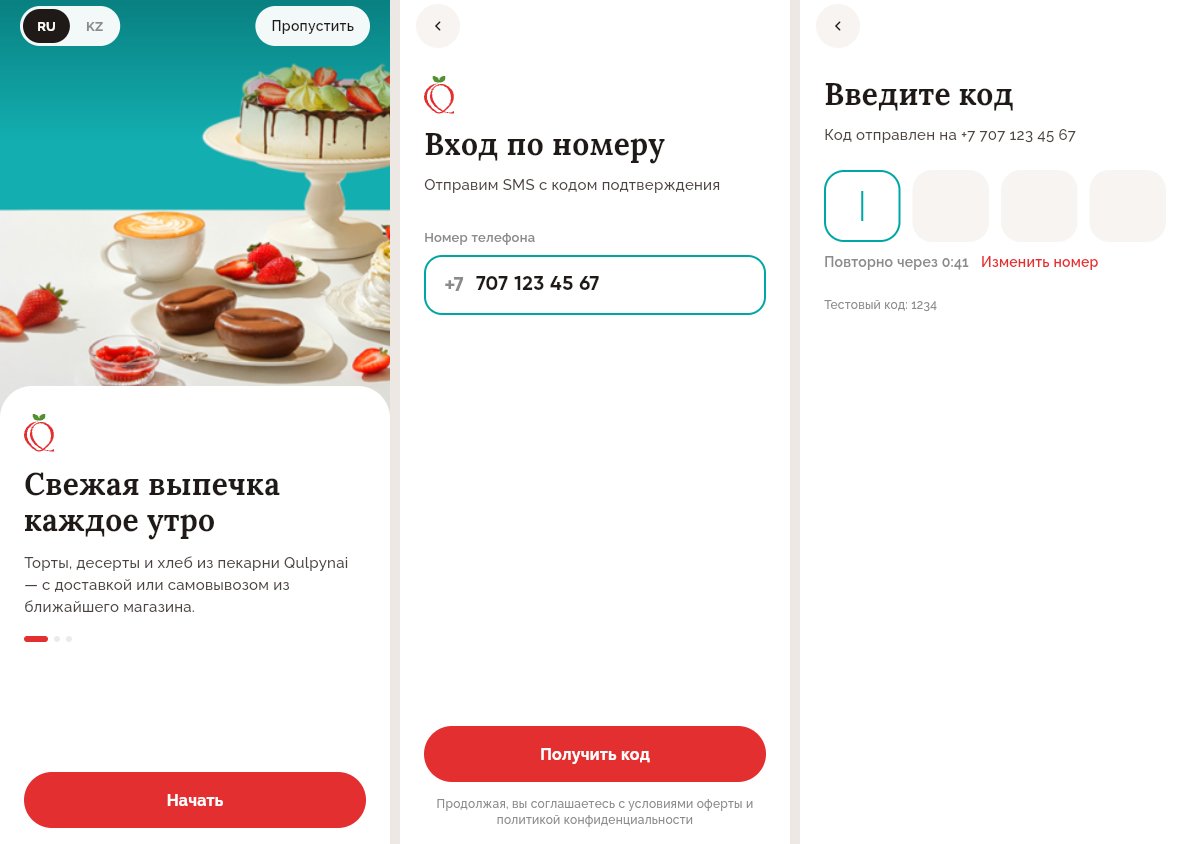 RU KZ Пропустить
Свежая выпечка
каждое утро
Торты, десерты и хлеб из пекарни Qulpynai
— с доставкой или самовывозом из
ближайшего магазина.
Начать
Вход по номеру
Отправим SMS с кодом подтверждения
Номер телефона
+7 707 123 45 67
Получить код
Продолжая, вы соглашаетесь с условиями оферты и
политикой конфиденциальности
Введите код
Код отправлен на +7 707 123 45 67
Повторно через 0:41 Изменить номер
Тестовый код: 1234